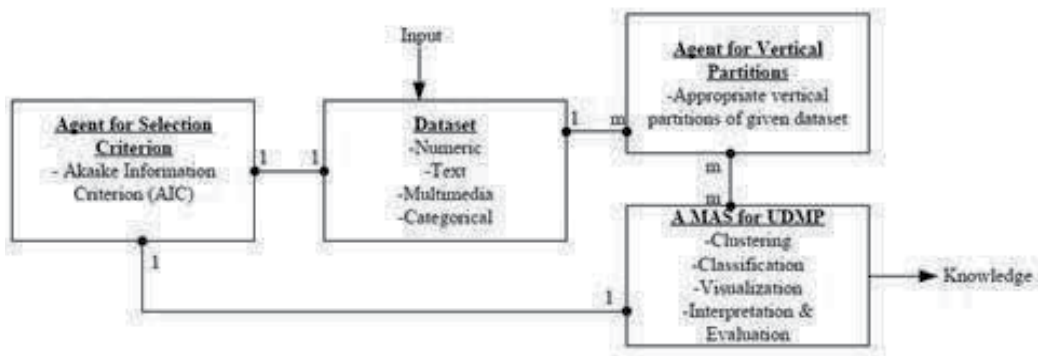 Input
Agent for Selection
Criterion
- Akaike Information
Criterion (AIC)
1
1
Dataset
-Numeric
-Text
-Multimedia
-Categorical
1
m
Agent for Vertical
Partitions
-Appropriate vertical
partitions of given dataset
m
m
A MAS for UDMP
-Clustering
-Classification
-Visualization
-Interpretation &
Evaluation
1
1
Knowledge